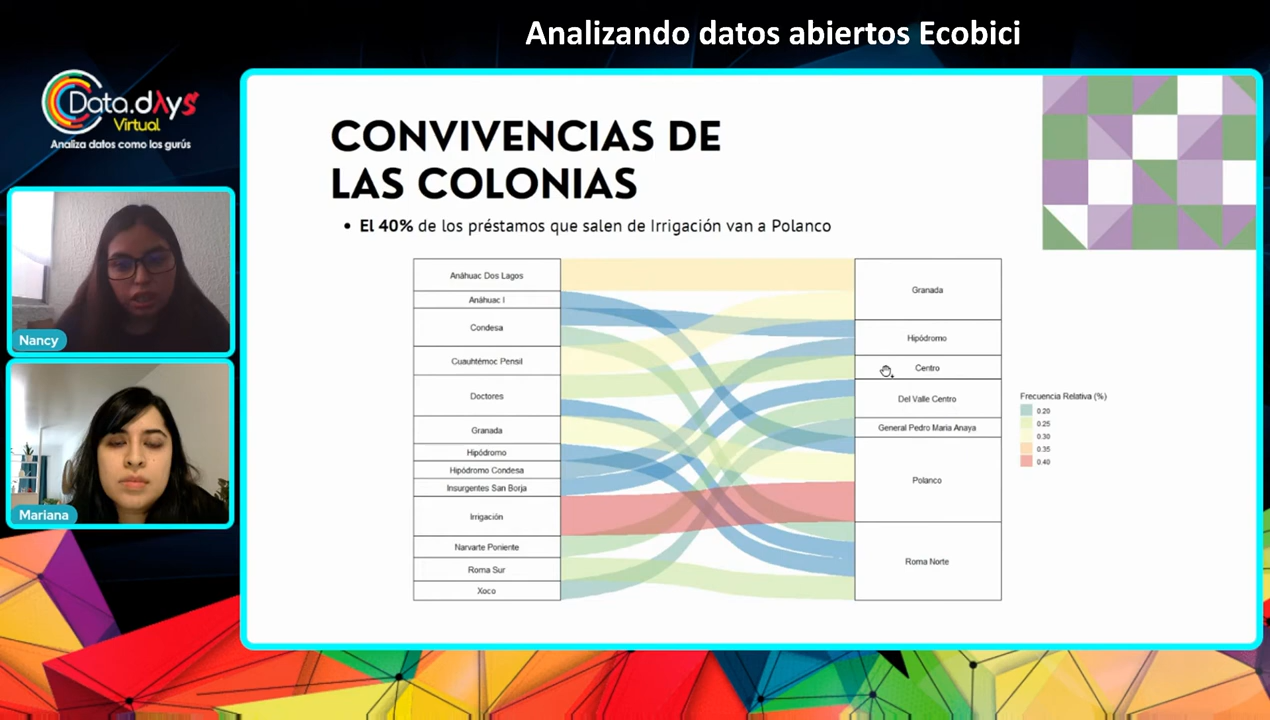 Analizando datos abiertos Ecobici
Data.dAys
Virtual
Analiza datos como los gurús
Nancy
Mariana
CONVIVENCIAS DE
LAS COLONIAS
• El 40% de los préstamos que salen de Irrigación van a Polanco
Anáhuac Dos Lagos
Anáhuac I
Condesa
Cuauhtémoc Pensil
Doctores
Granada
Hipódromo
Hipódromo Condesa
Insurgentes San Borja
Irrigación
Narvarte Poniente
Roma Sur
Xoco
Granada
Hipódromo
Centro
Del Valle Centro
General Pedro Maria Anaya
Polanco
Roma Norte
Frecuencia Relativa (%)
0.20
0.25
0.30
0.35
0.40